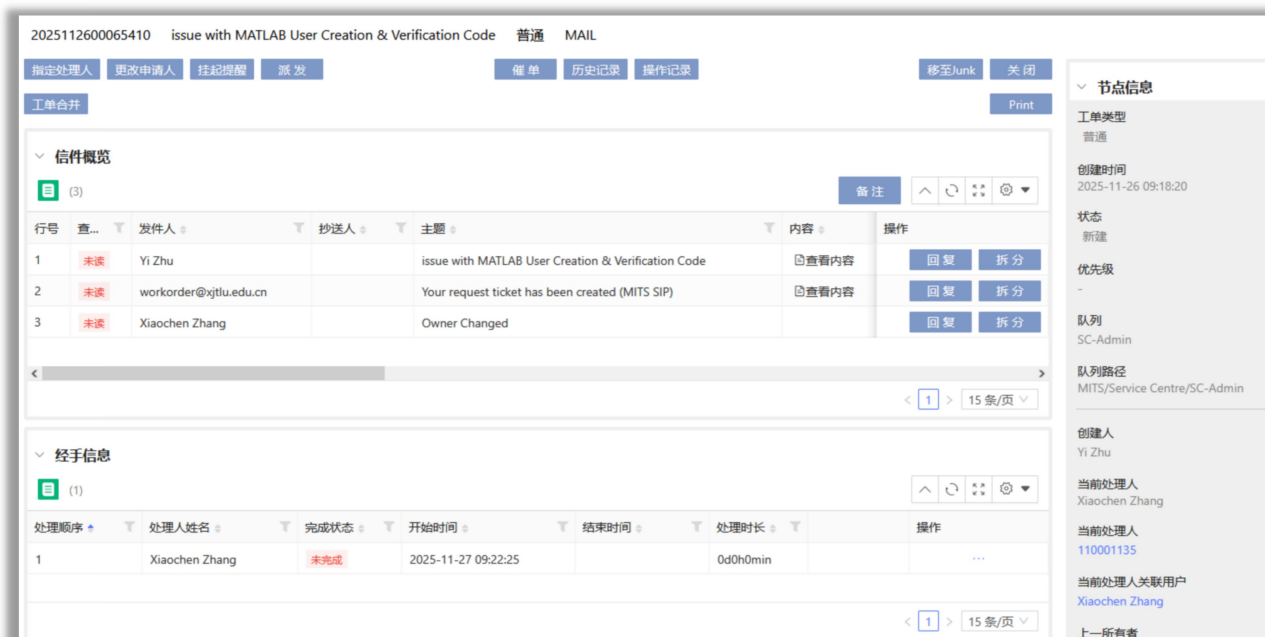 2025112600065410 issue with MATLAB User Creation & Verification Code 普通 MAIL
指定处理人 更改申请人 挂起提醒 派 发 催 单 历史记录 操作记录 移至Junk 关 闭
工单合并 Print
信件概览
(3) 备 注
行号 查... 发件人 抄送人 主题 内容 操作
1 未读 Yi Zhu issue with MATLAB User Creation & Verification Code 查看内容 回 复 拆 分
2 未读 workorder@xjtlu.edu.cn Your request ticket has been created (MITS SIP) 查看内容 回 复 拆 分
3 未读 Xiaochen Zhang Owner Changed 回 复 拆 分
< 1 > 15 条/页
经手信息
(1)
处理顺序 处理人姓名 完成状态 开始时间 结束时间 处理时长 操作
1 Xiaochen Zhang 未完成 2025-11-27 09:22:25 0d0h0min ...
< 1 > 15 条/页
节点信息
工单类型
普通
创建时间
2025-11-26 09:18:20
状态
新建
优先级
-
队列
SC-Admin
队列路径
MITS/Service Centre/SC-Admin
创建人
Yi Zhu
当前处理人
Xiaochen Zhang
当前处理人
110001135
当前处理人关联用户
Xiaochen Zhang
上一所有者